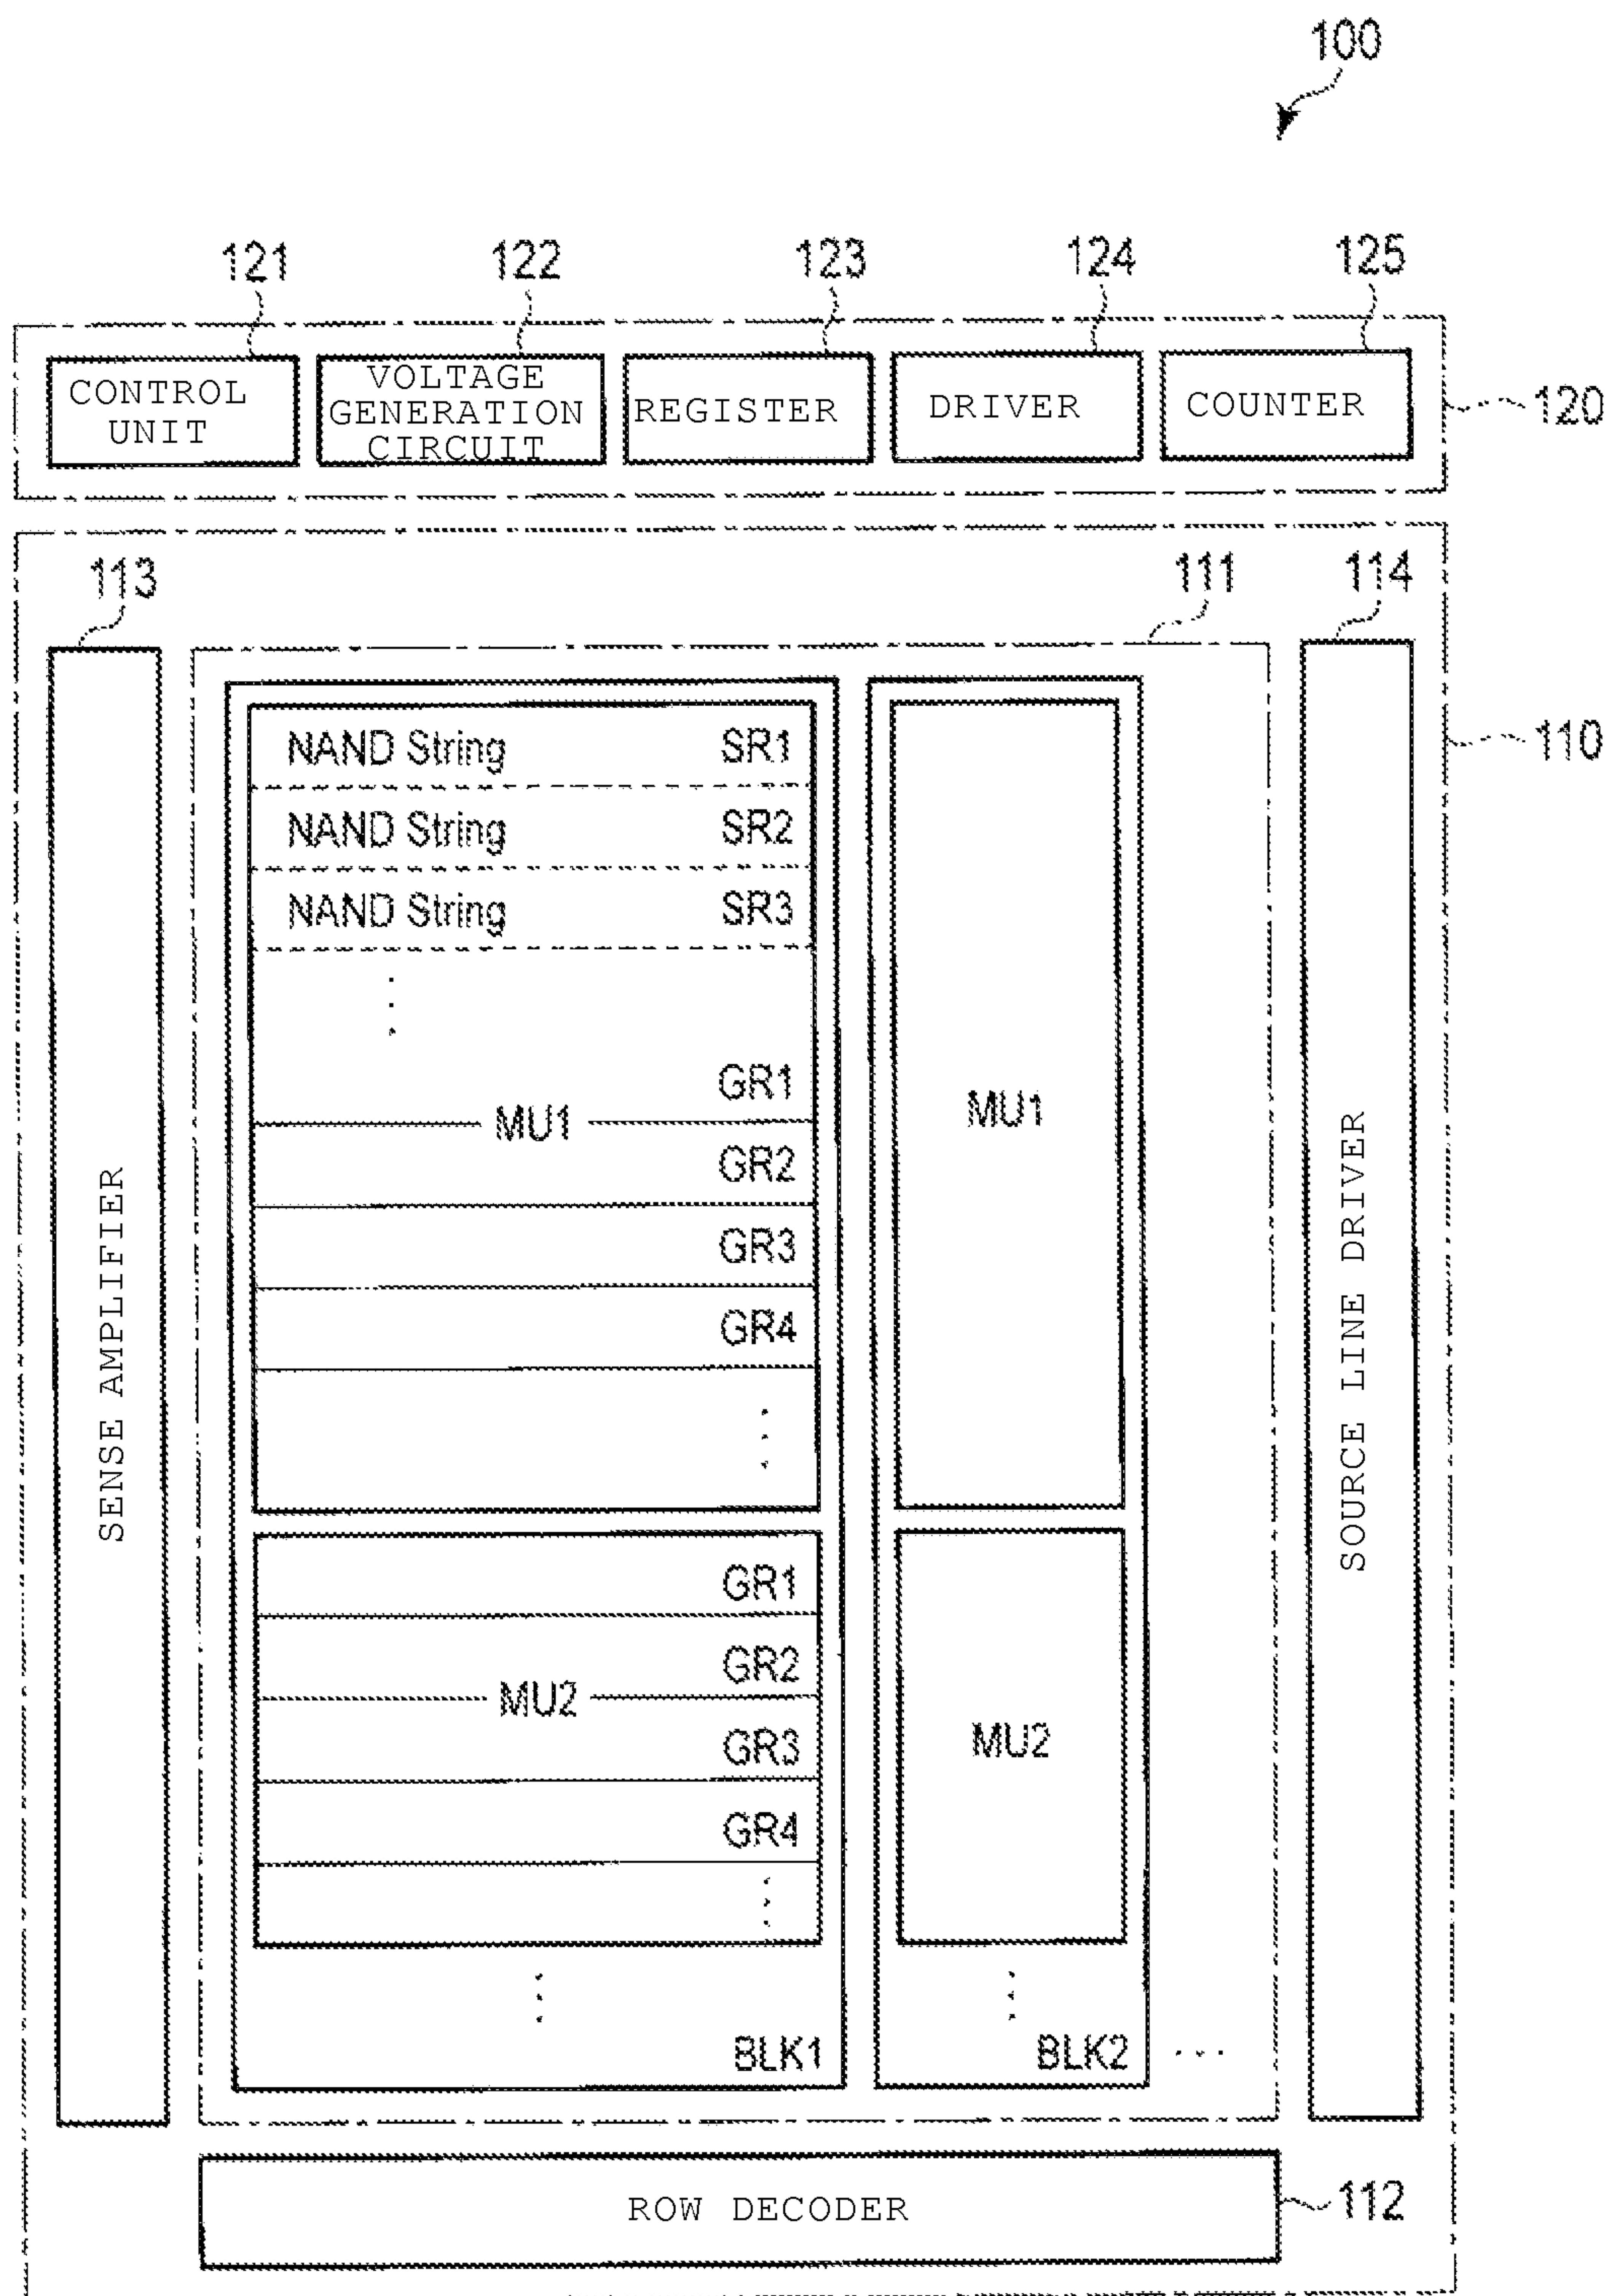 100
121
122
123
124
125
CONTROL
UNIT
VOLTAGE
GENERATION
CIRCUIT
REGISTER
DRIVER
COUNTER
120
113
111
114
110
SENSE AMPLIFIER
NAND String SR1
NAND String SR2
NAND String SR3
⋮
GR1
MU1
GR2
GR3
GR4
⋮
GR1
GR2
MU2
GR3
GR4
⋮
⋮
BLK1
MU1
MU2
⋮
BLK2
...
SOURCE LINE DRIVER
ROW DECODER
112